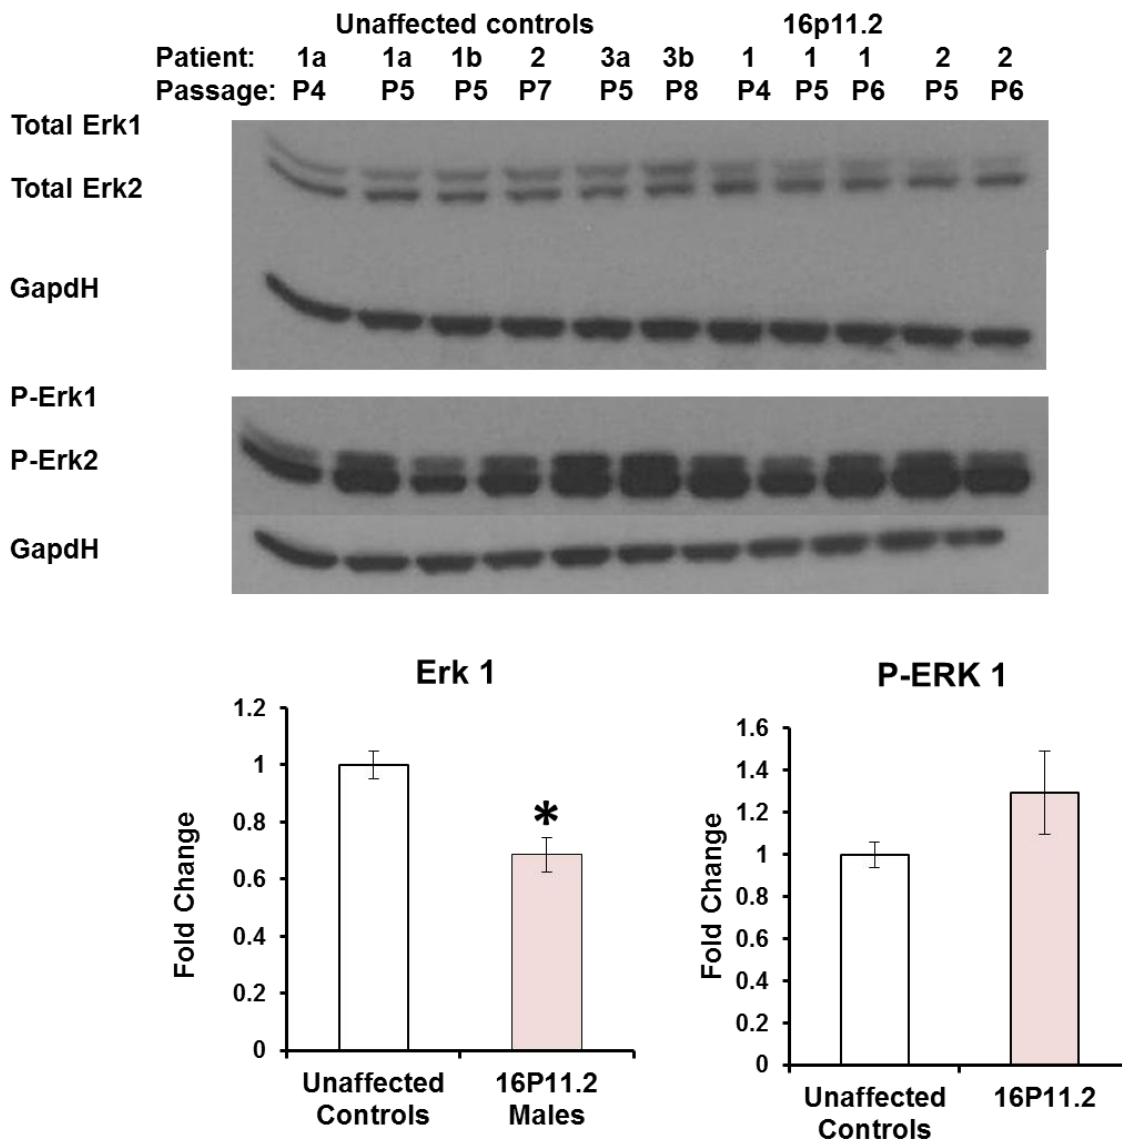 Unaffected controls 16p11.2
Patient: 1a 1a 1b 2 3a 3b 1 1 1 2 2
Passage: P4 P5 P5 P7 P5 P8 P4 P5 P6 P5 P6
Total Erk1
Total Erk2
GapdH
P-Erk1
P-Erk2
GapdH
Erk 1
1.2
1
0.8
0.6
0.4
0.2
0
Fold Change
*
Unaffected
Controls
16P11.2
Males
P-ERK 1
1.6
1.4
1.2
1
0.8
0.6
0.4
0.2
0
Fold Change
Unaffected
Controls
16P11.2